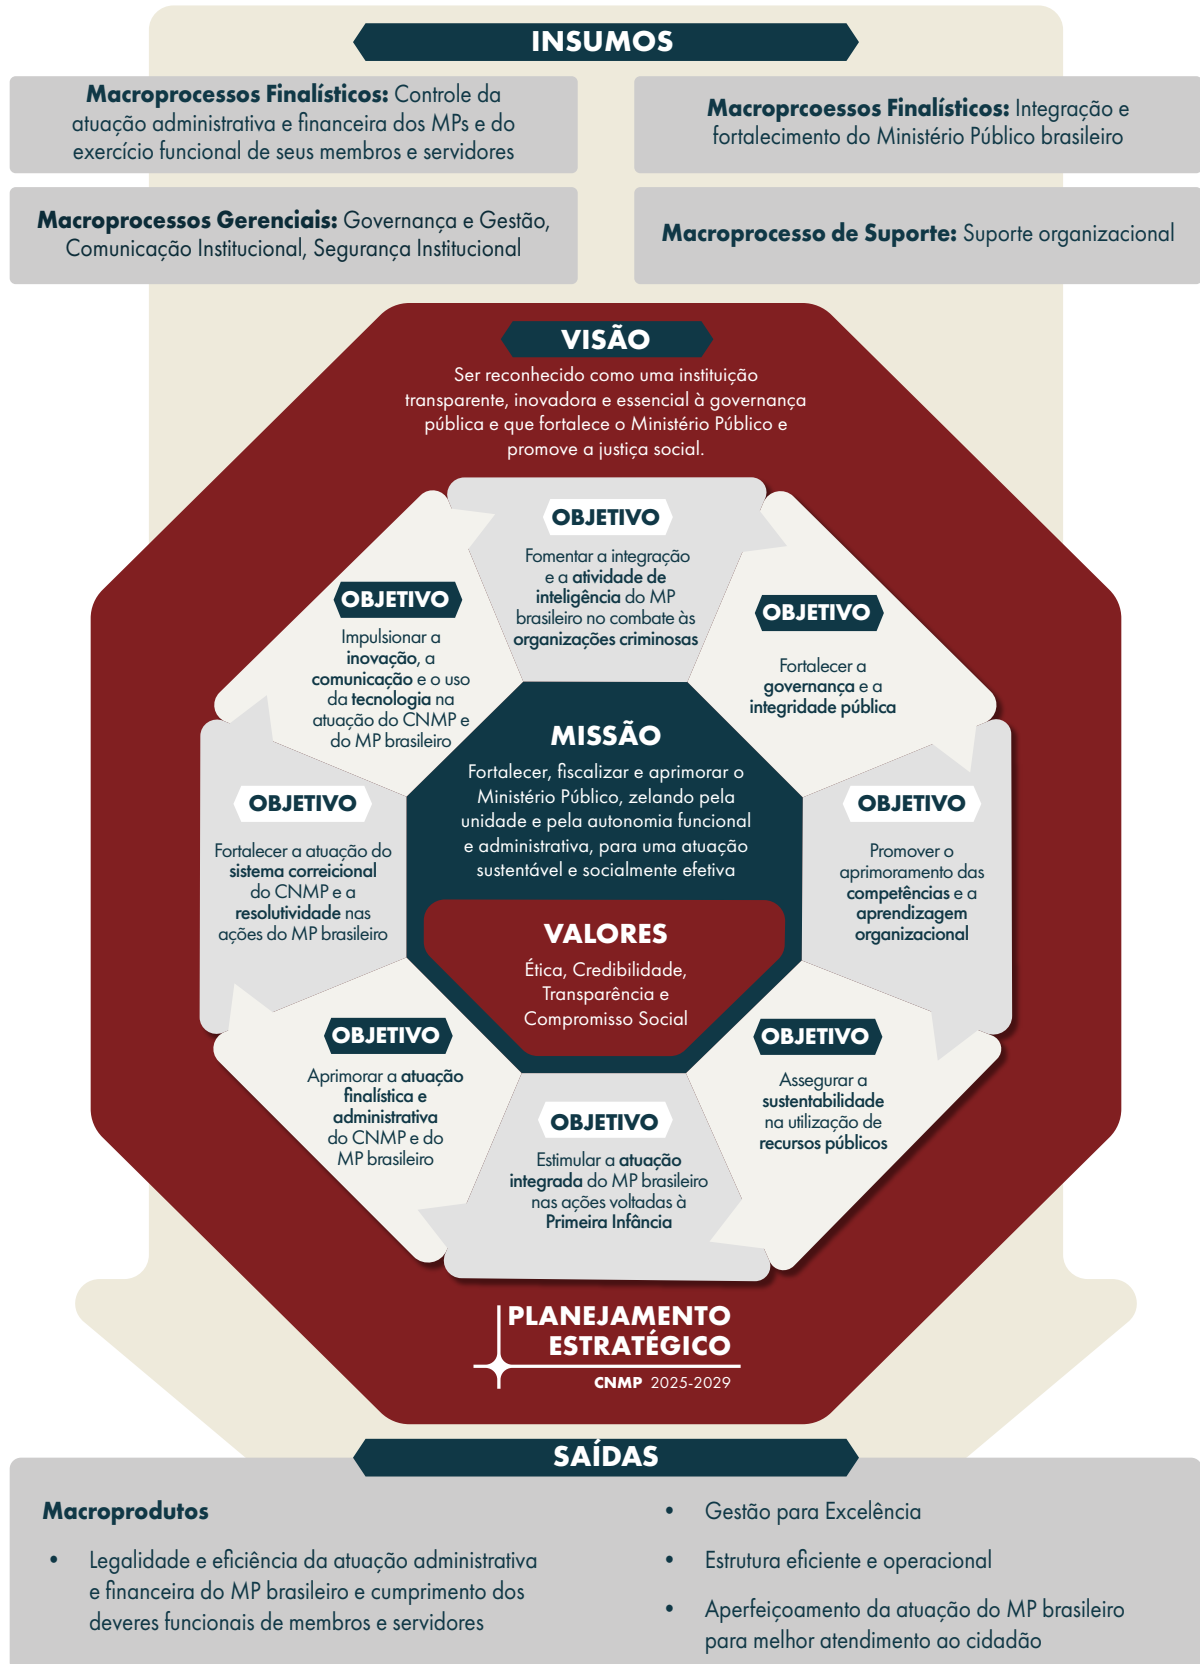 INSUMOS
Macroprocessos Finalísticos: Controle da
atuação administrativa e financeira dos MPs e do
exercício funcional de seus membros e servidores
Macroprcoessos Finalísticos: Integração e
fortalecimento do Ministério Público brasileiro
Macroprocessos Gerenciais: Governança e Gestão,
Comunicação Institucional, Segurança Institucional
Macroprocesso de Suporte: Suporte organizacional
VISÃO
Ser reconhecido como uma instituição
transparente, inovadora e essencial à governança
pública e que fortalece o Ministério Público e
promove a justiça social.
OBJETIVO
Fomentar a integração
e a atividade de
inteligência do MP
brasileiro no combate às
organizações criminosas
OBJETIVO
Impulsionar a
inovação, a
comunicação e o uso
da tecnologia na
atuação do CNMP e
do MP brasileiro
OBJETIVO
Fortalecer a
governança e a
integridade pública
MISSÃO
Fortalecer, fiscalizar e aprimorar o
Ministério Público, zelando pela
unidade e pela autonomia funcional
e administrativa, para uma atuação
sustentável e socialmente efetiva
OBJETIVO
Fortalecer a atuação do
sistema correicional
do CNMP e a
resolutividade nas
ações do MP brasileiro
OBJETIVO
Promover o
aprimoramento das
competências e a
aprendizagem
organizacional
VALORES
Ética, Credibilidade,
Transparência e
Compromisso Social
OBJETIVO
Aprimorar a atuação
finalística e
administrativa
do CNMP e do
MP brasileiro
OBJETIVO
Assegurar a
sustentabilidade
na utilização de
recursos públicos
OBJETIVO
Estimular a atuação
integrada do MP brasileiro
nas ações voltadas à
Primeira Infância
PLANEJAMENTO
ESTRATÉGICO
CNMP 2025-2029
SAÍDAS
Macroprodutos
• Legalidade e eficiência da atuação administrativa
e financeira do MP brasileiro e cumprimento dos
deveres funcionais de membros e servidores
• Gestão para Excelência
• Estrutura eficiente e operacional
• Aperfeiçoamento da atuação do MP brasileiro
para melhor atendimento ao cidadão